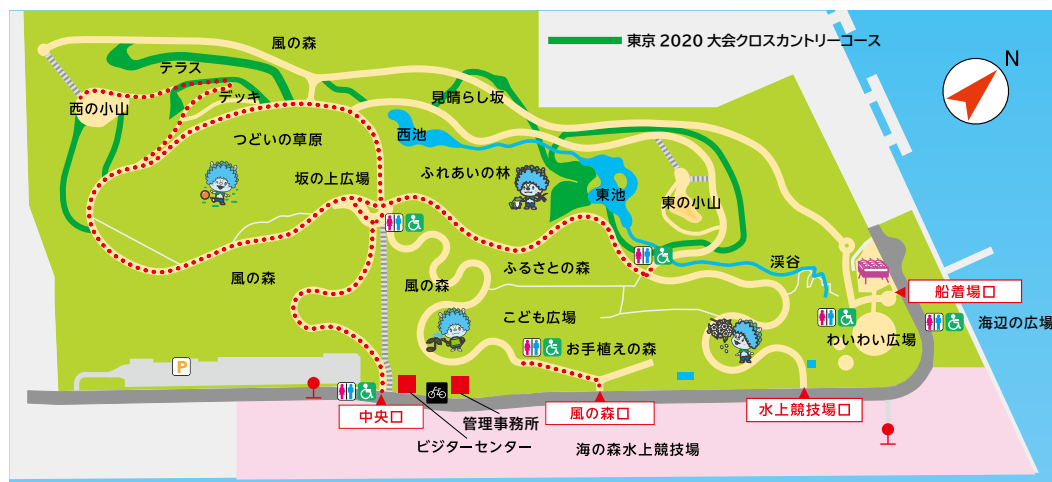 東京2020大会クロスカントリーコース
N
風の森
テラス
デッキ
西の小山
見晴らし坂
つどいの草原
西池
ふれあいの林
坂の上広場
東池
東の小山
風の森
風の森
ふるさとの森
渓谷
船着場口
海辺の広場
こども広場
お手植えの森
わいわい広場
P
中央口
管理事務所
ビジターセンター
風の森口
水上競技場口
海の森水上競技場